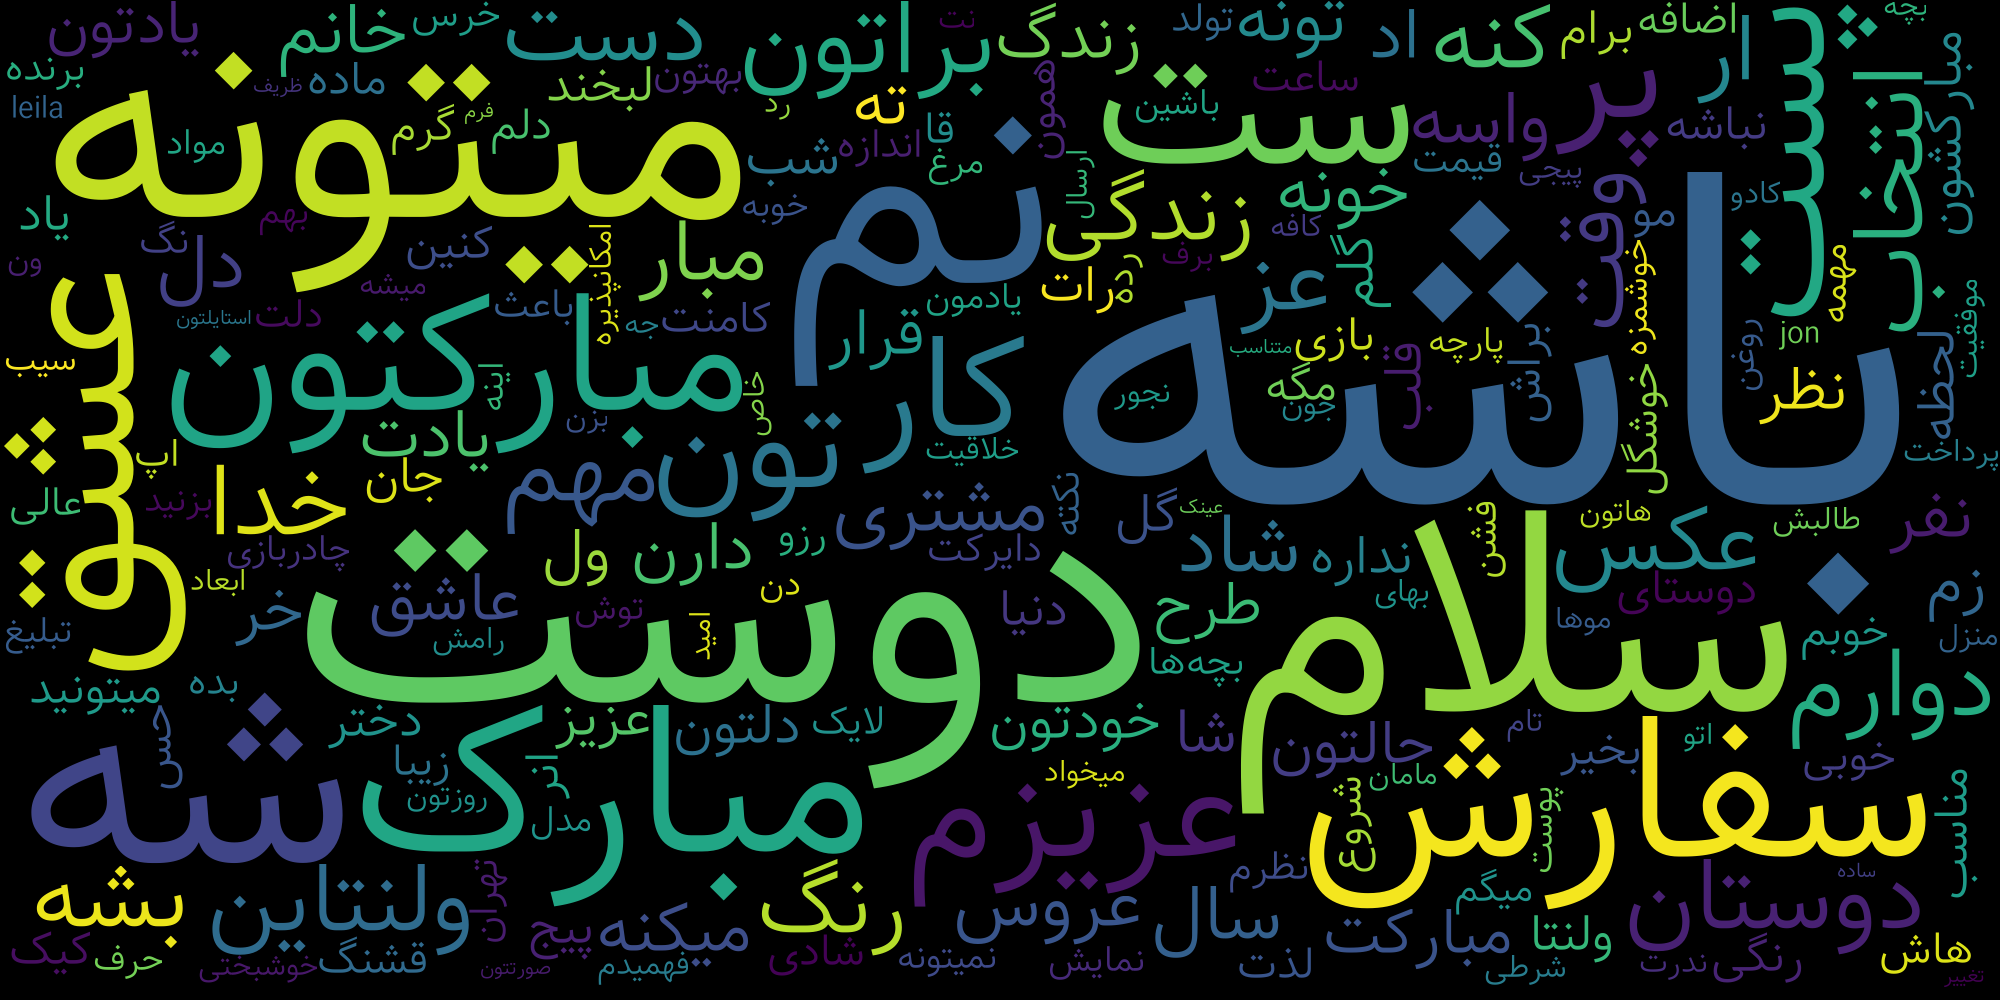 یادتون
خانم
خرس
دست
براتون
نت
زندگ
تولد
تونه
اد
کنه
برام
اضافه
بچه
برنده
ظریف
ماده
لبخند
بهتون
رد
ته
همون
باشین
ساعت
ار
پر
پست
انتخاب
مبارکشون
leila
میتونه
فرم
گرم
دلم
مواد
شب
اندازه
قا
مرغ
نم
ارسال
ست
واسه
نباشه
قیمت
پیجی
وقت
خونه
خوبه
زندگی
کادو
مو
کافه
یاد
بهم
نگ
دل
کنین
امکانپذیره
مبار
برف
رده
رات
عز
گلم
خوشمزه
مهمه
ون
میشه
باعث
جه
کامنت
یادمون
باشه
موفقیت
استایلتون
دلت
عشق
مبارکتون
قرار
کار
متناسب
بازی
پارچه
براش
jon
روغن
لحظه
سیب
اینه
خاص
نجور
مگه
جون
قلب
نظر
خوشگل
بزن
یادت
تون
خلاقیت
پرداخت
اپ
جان
خدا
مهم
مشتری
نکته
گل
عینک
هاتون
طالبش
نفر
عالی
بزنید
چادربازی
ول
دارن
رزو
دایرکت
شاد
نداره
فشن
عکس
ابعاد
خر
عاشق
توش
دن
دنیا
طرح
بهای
دوستای
موها
زم
تبلیغ
رامش
امید
دوست
سلام
بچه‌ها
خوبم
منزل
میتونید
بده
دوارم
حس
دختر
عزیز
دلتون
لایک
خودتون
شا
حالتون
تام
بخیر
اتو
خوبی
شه
زیبا
روزتون
انر
مدل
مبارک
میخواد
عزیزم
مامان
شروع
پوست
سفارش
مناسب
بشه
ولنتاین
تهران
رنگ
نظرم
میگم
ساده
دوستان
کیک
حرف
خوشبختی
قشنگ
صورتتون
پیج
میکنه
فهمیدم
شادی
نمیتونه
عروس
نمایش
سال
لذت
مبارکت
شرطی
ولنتا
ندرت
رنگی
هاش
تغییر